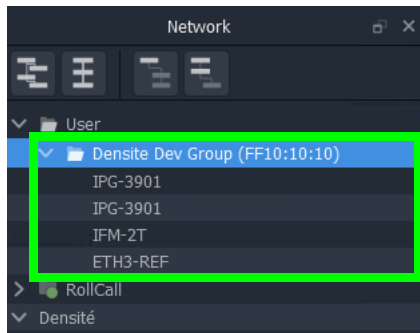 Network
User
Densite Dev Group (FF10:10:10)
IPG-3901
IPG-3901
IFM-2T
ETH3-REF
RollCall
Densité